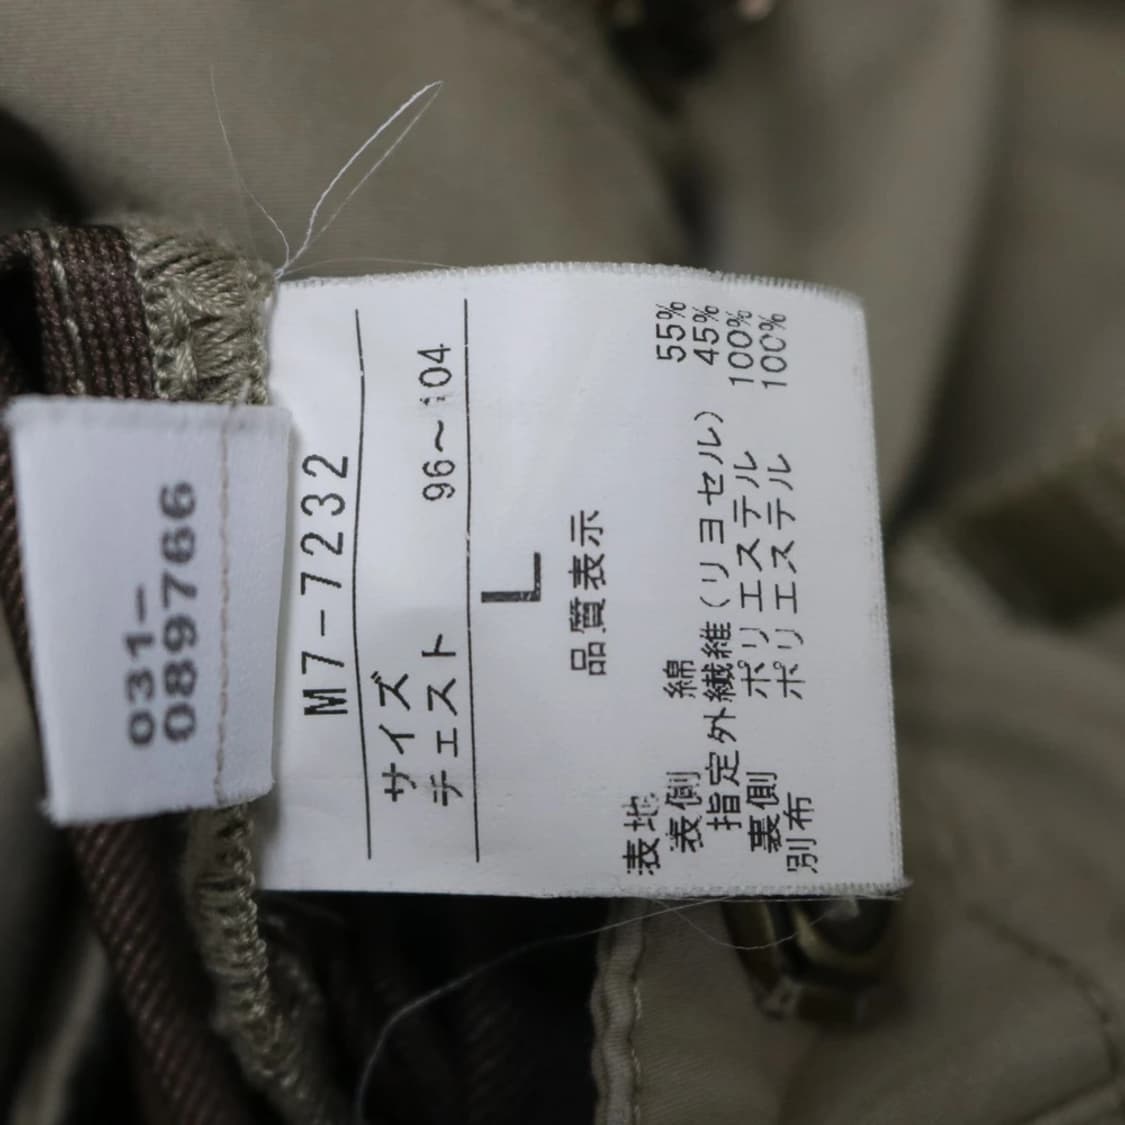 031-
089766
M7-7232
サイズ
チェスト 96～104
L
品質表示
表地
表側 綿 55%
指定外繊維(リヨセル) 45%
裏側 ポリエステル 100%
別布 ポリエステル 100%